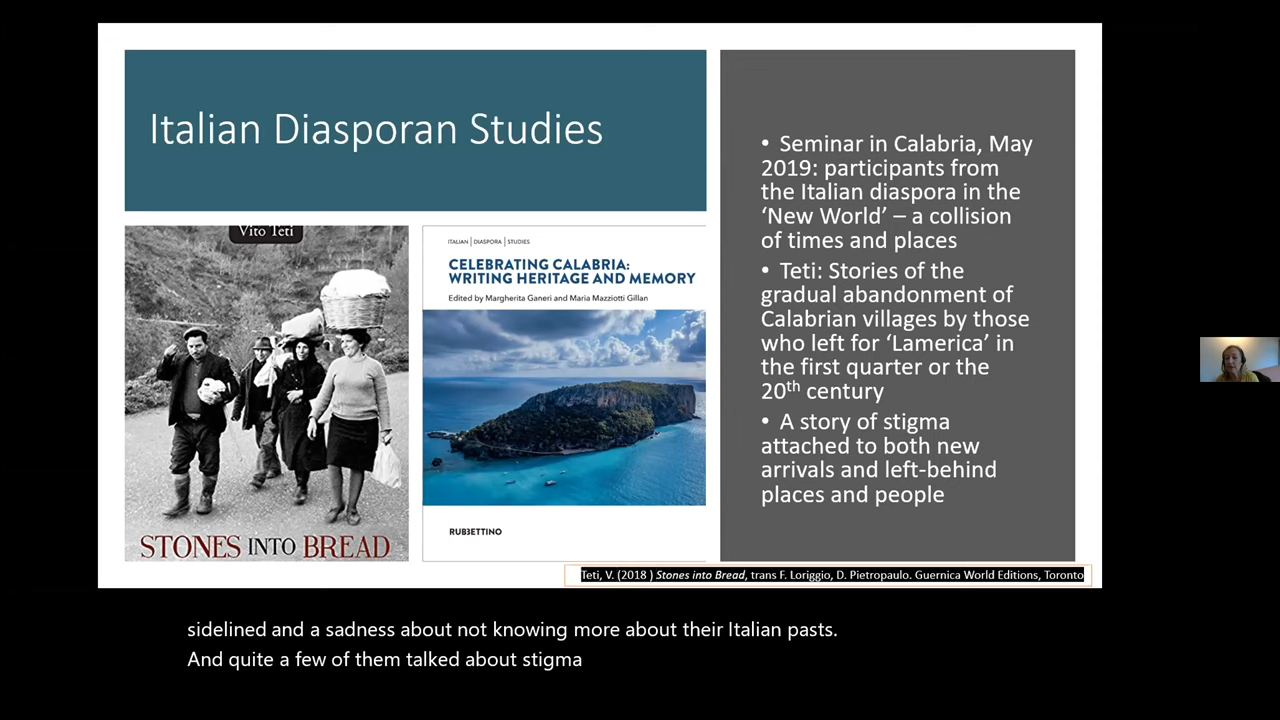 Italian Diasporan Studies
Vito Teti
STONES INTO BREAD
ITALIAN | DIASPORA | STUDIES
CELEBRATING CALABRIA:
WRITING HERITAGE AND MEMORY
Edited by Margherita Ganeri and Maria Mazziotti Gillan
RUBBETTINO
• Seminar in Calabria, May
2019: participants from
the Italian diaspora in the
‘New World’ – a collision
of times and places
• Teti: Stories of the
gradual abandonment of
Calabrian villages by those
who left for ‘Lamerica’ in
the first quarter or the
20th century
• A story of stigma
attached to both new
arrivals and left-behind
places and people
Teti, V. (2018 ) Stones into Bread, trans F. Loriggio, D. Pietropaulo. Guernica World Editions, Toronto
sidelined and a sadness about not knowing more about their Italian pasts.
And quite a few of them talked about stigma